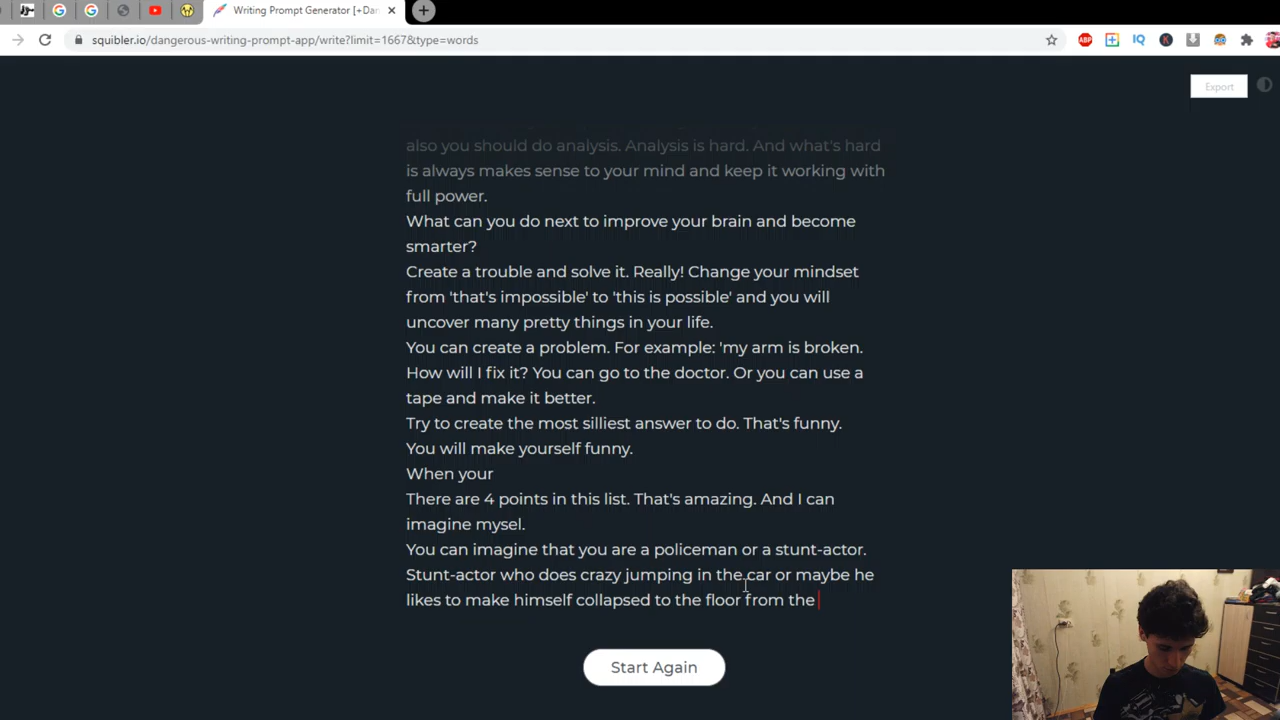 Writing Prompt Generator [+Dan
squibler.io/dangerous-writing-prompt-app/write?limit=1667&type=words
ABP
IQ
K
Export
also you should do analysis. Analysis is hard. And what's hard
is always makes sense to your mind and keep it working with
full power.
What can you do next to improve your brain and become
smarter?
Create a trouble and solve it. Really! Change your mindset
from 'that's impossible' to 'this is possible' and you will
uncover many pretty things in your life.
You can create a problem. For example: 'my arm is broken.
How will I fix it? You can go to the doctor. Or you can use a
tape and make it better.
Try to create the most silliest answer to do. That's funny.
You will make yourself funny.
When your
There are 4 points in this list. That's amazing. And I can
imagine mysel.
You can imagine that you are a policeman or a stunt-actor.
Stunt-actor who does crazy jumping in the car or maybe he
likes to make himself collapsed to the floor from the
Start Again